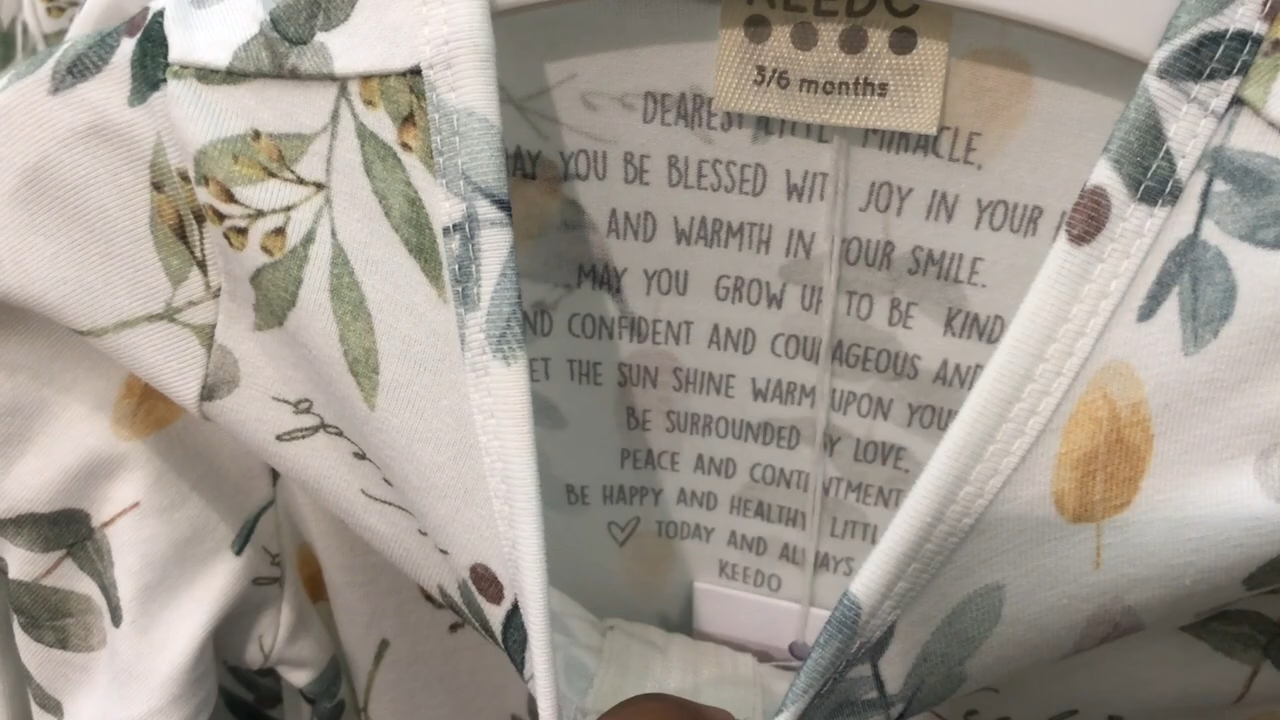 3/6 months
DEAREST LITTLE MIRACLE,
MAY YOU BE BLESSED WITH JOY IN YOUR
AND WARMTH IN YOUR SMILE.
MAY YOU GROW UP TO BE KIND
AND CONFIDENT AND COURAGEOUS AND
LET THE SUN SHINE WARM UPON YOUR
BE SURROUNDED BY LOVE,
PEACE AND CONTENTMENT
BE HAPPY AND HEALTHY LITTLE
♡ TODAY AND ALWAYS
KEEDO